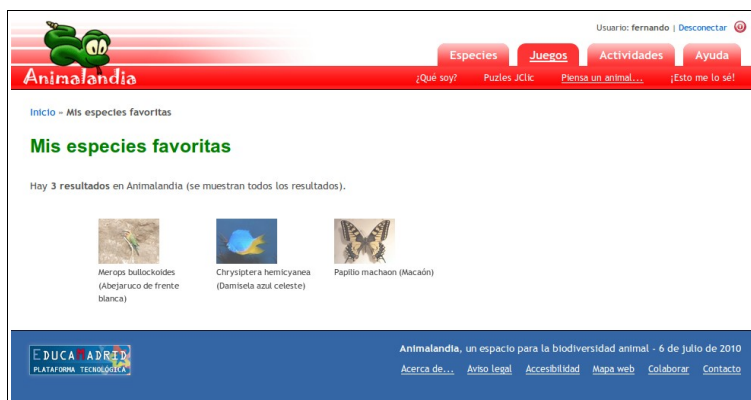 Usuario: fernando | Desconectar
Especies Juegos Actividades Ayuda
Animalandia
¿Qué soy? Puzles JClic Piensa un animal... ¡Esto me lo sé!
Inicio » Mis especies favoritas
Mis especies favoritas
Hay 3 resultados en Animalandia (se muestran todos los resultados).
Merops bullockoides
(Abejaruco de frente
blanca)
Chrysiptera hemicyanea
(Damisela azul celeste)
Papilio machaon (Macaón)
EDUCAMADRID
PLATAFORMA TECNOLÓGICA
Animalandia, un espacio para la biodiversidad animal - 6 de julio de 2010
Acerca de... Aviso legal Accesibilidad Mapa web Colaborar Contacto